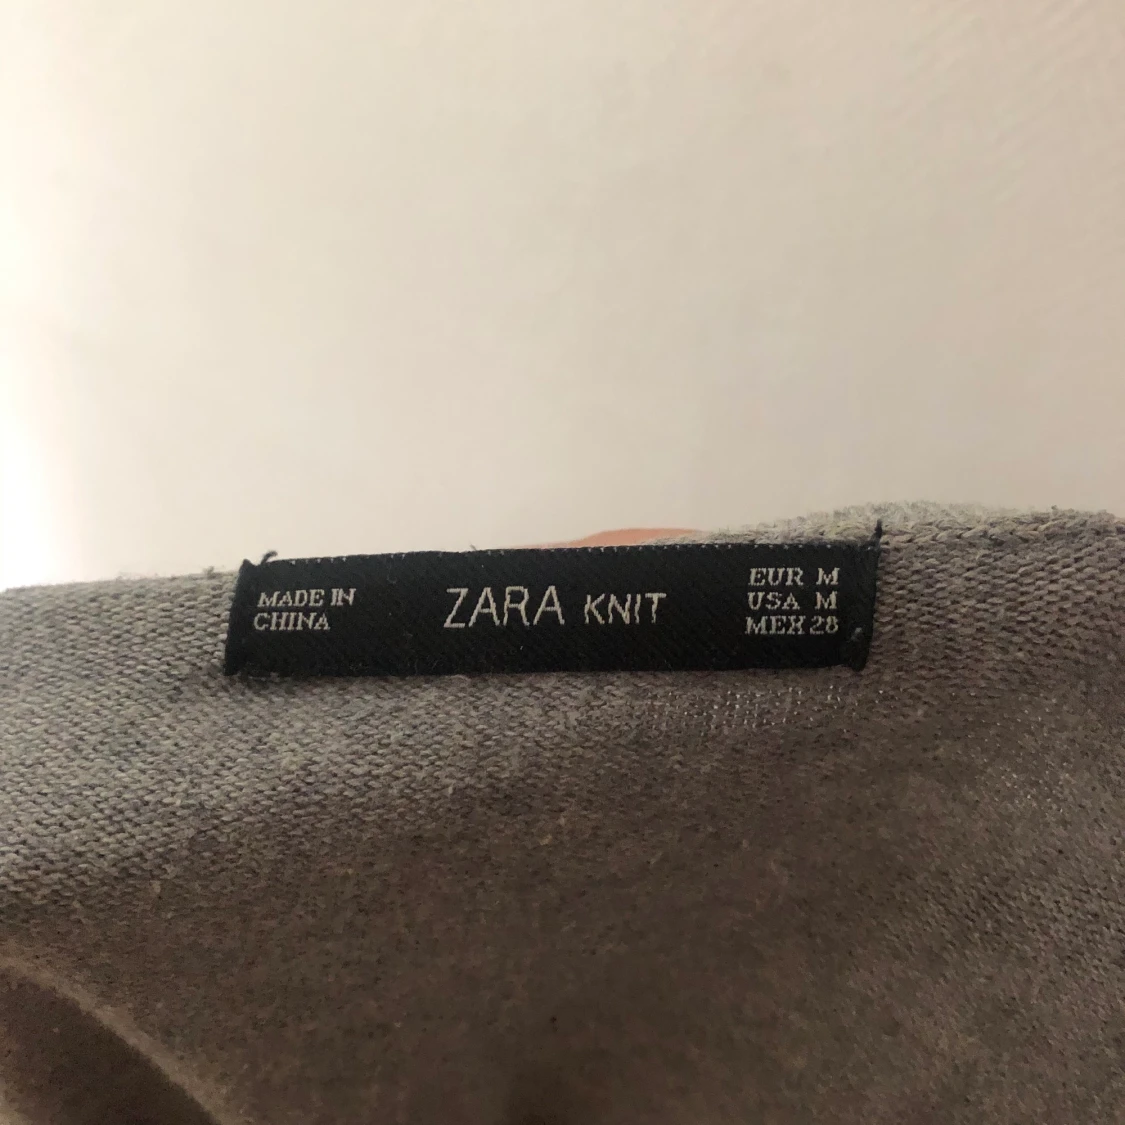 MADE IN
CHINA
ZARA KNIT
EUR M
USA M
MEX 28